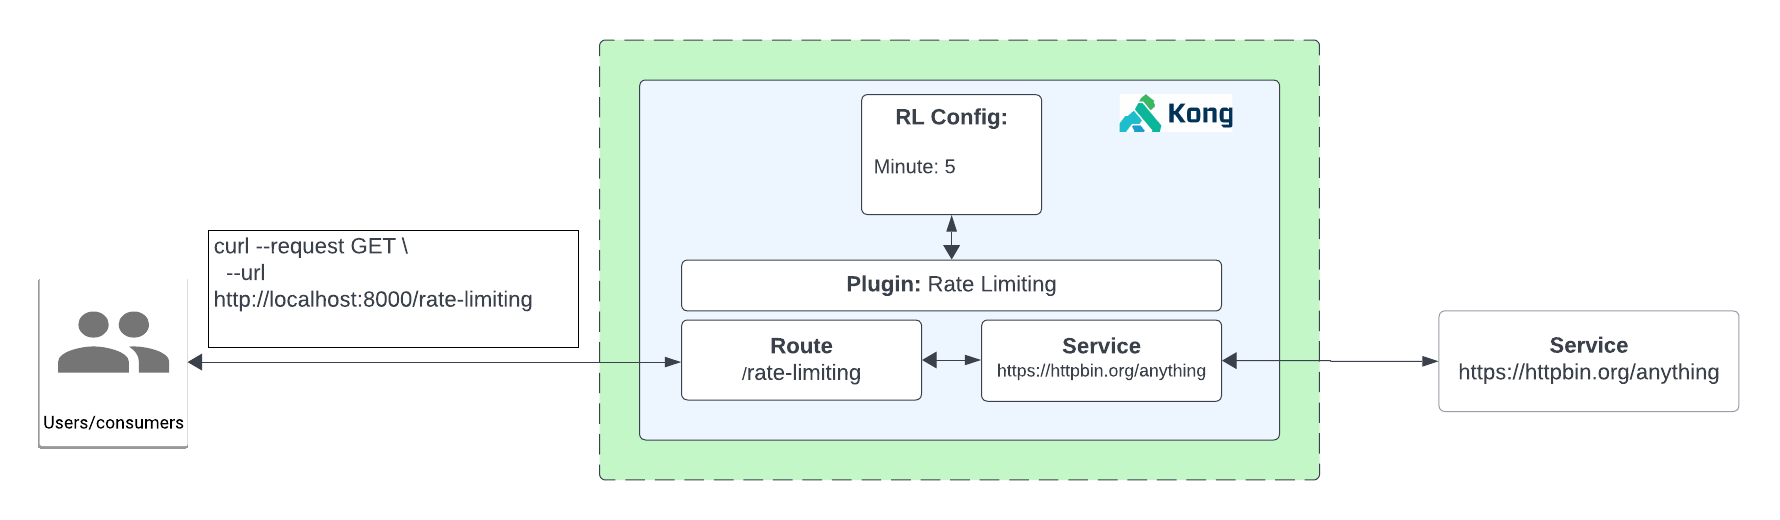 RL Config:
Minute: 5
Kong
curl --request GET \
--url
http://localhost:8000/rate-limiting
Plugin: Rate Limiting
Users/consumers
Route
/rate-limiting
Service
https://httpbin.org/anything
Service
https://httpbin.org/anything